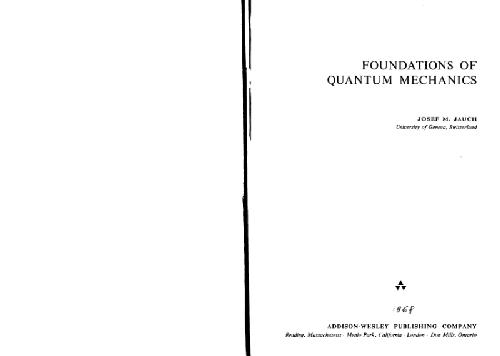 FOUNDATIONS OF
QUANTUM MECHANICS
JOSEF M. JAUCH
University of Geneva, Switzerland
1968
ADDISON-WESLEY PUBLISHING COMPANY
Reading, Massachusetts · Menlo Park, California · London · Don Mills, Ontario